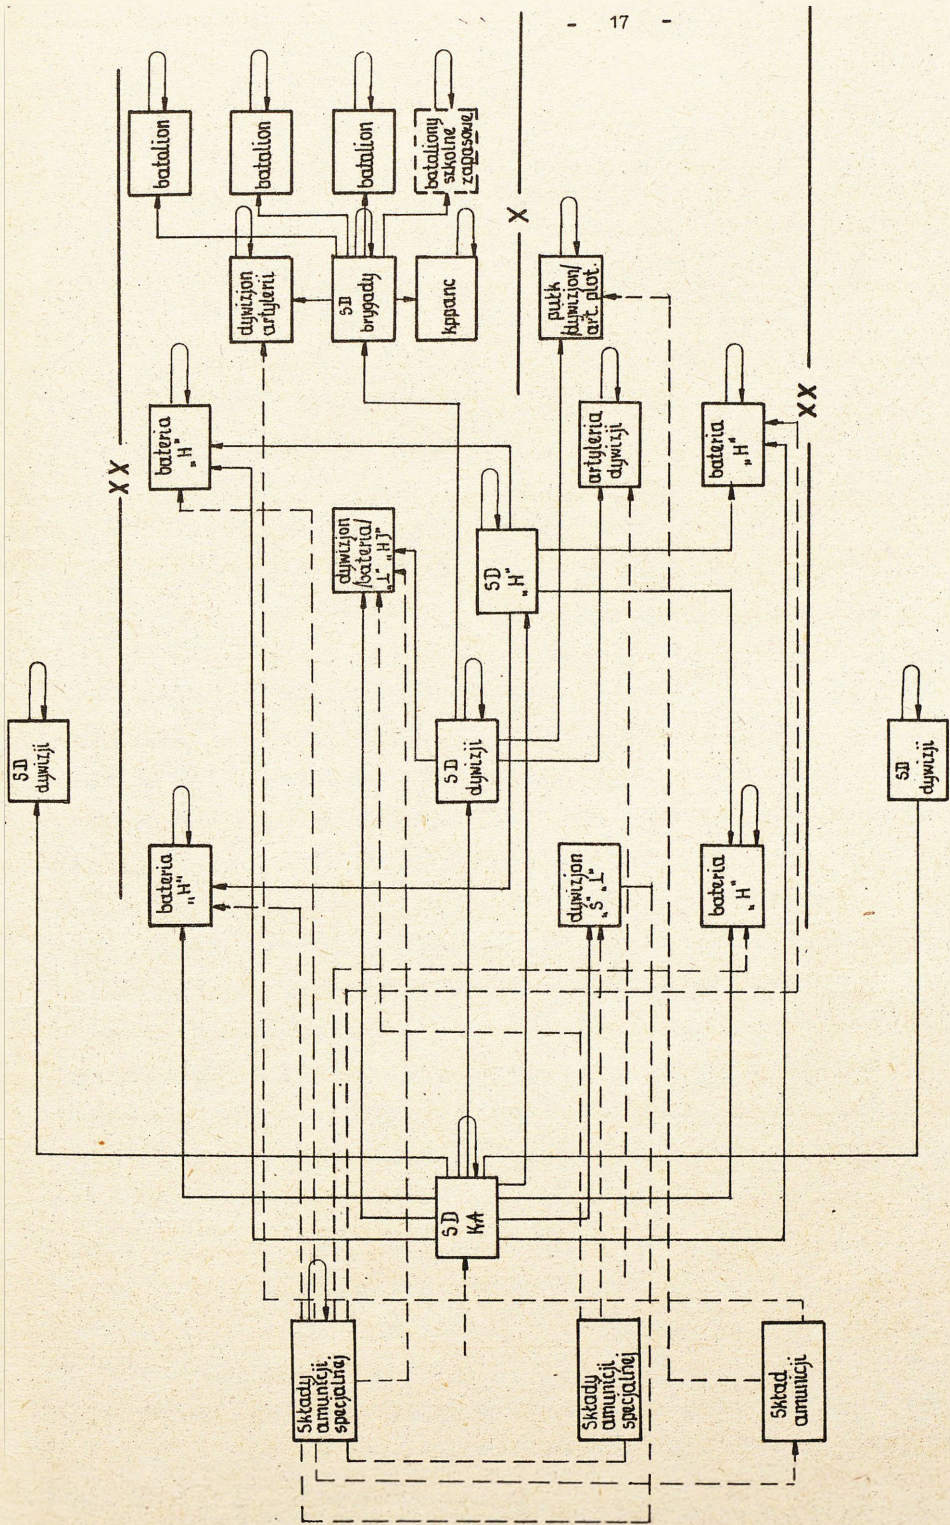 - 17 -
batalion
batalion
batalion
bataliony
szkolne
zapasowe
dywizjon
artylerii
SD
brygady
kppanc
X
pułk
/dywizjon/
art. plot.
bateria
„H"
artyleria
dywizji
bateria
„H"
XX
XX
dywizjon
/bateria/
SD
„H"
SD
dywizji
SD
dywizji
SD
dywizji
bateria
„H"
dywizjon
bateria
„H"
SD
KA
Składy
amunicji
specjalnej
Składy
amunicji
specjalnej
Skład
amunicji